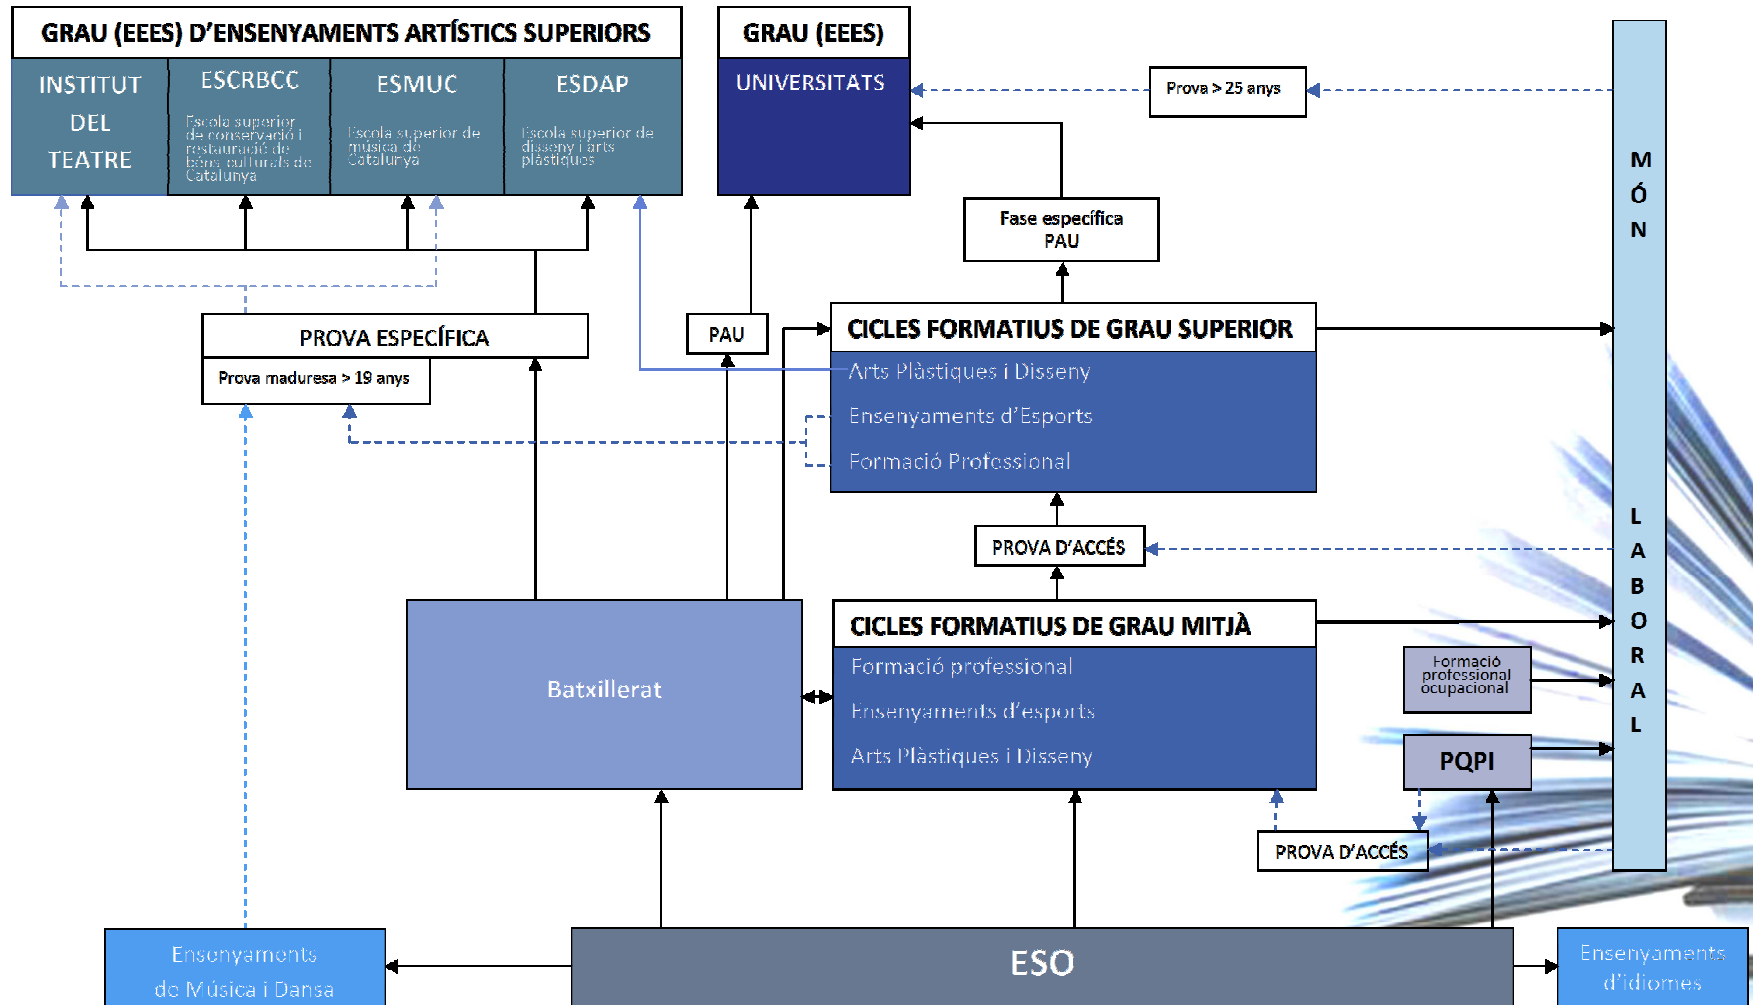 GRAU (EEES) D'ENSENYAMENTS ARTÍSTICS SUPERIORS
INSTITUT
DEL
TEATRE
ESCRBCC
Escola superior
de conservació i
restauració de
béns culturals de
Catalunya
ESMUC
Escola superior de
música de
Catalunya
ESDAP
Escola superior de
disseny i arts
plàstiques
GRAU (EEES)
UNIVERSITATS
Prova > 25 anys
Fase específica
PAU
PROVA ESPECÍFICA
Prova maduresa > 19 anys
PAU
CICLES FORMATIUS DE GRAU SUPERIOR
Arts Plàstiques i Disseny
Ensenyaments d'Esports
Formació Professional
PROVA D'ACCÉS
Batxillerat
CICLES FORMATIUS DE GRAU MITJÀ
Formació professional
Ensenyaments d'esports
Arts Plàstiques i Disseny
Formació
professional
ocupacional
PQPI
PROVA D'ACCÉS
MÓN
LABORAL
Ensenyaments
de Música i Dansa
ESO
Ensenyaments
d'idiomes